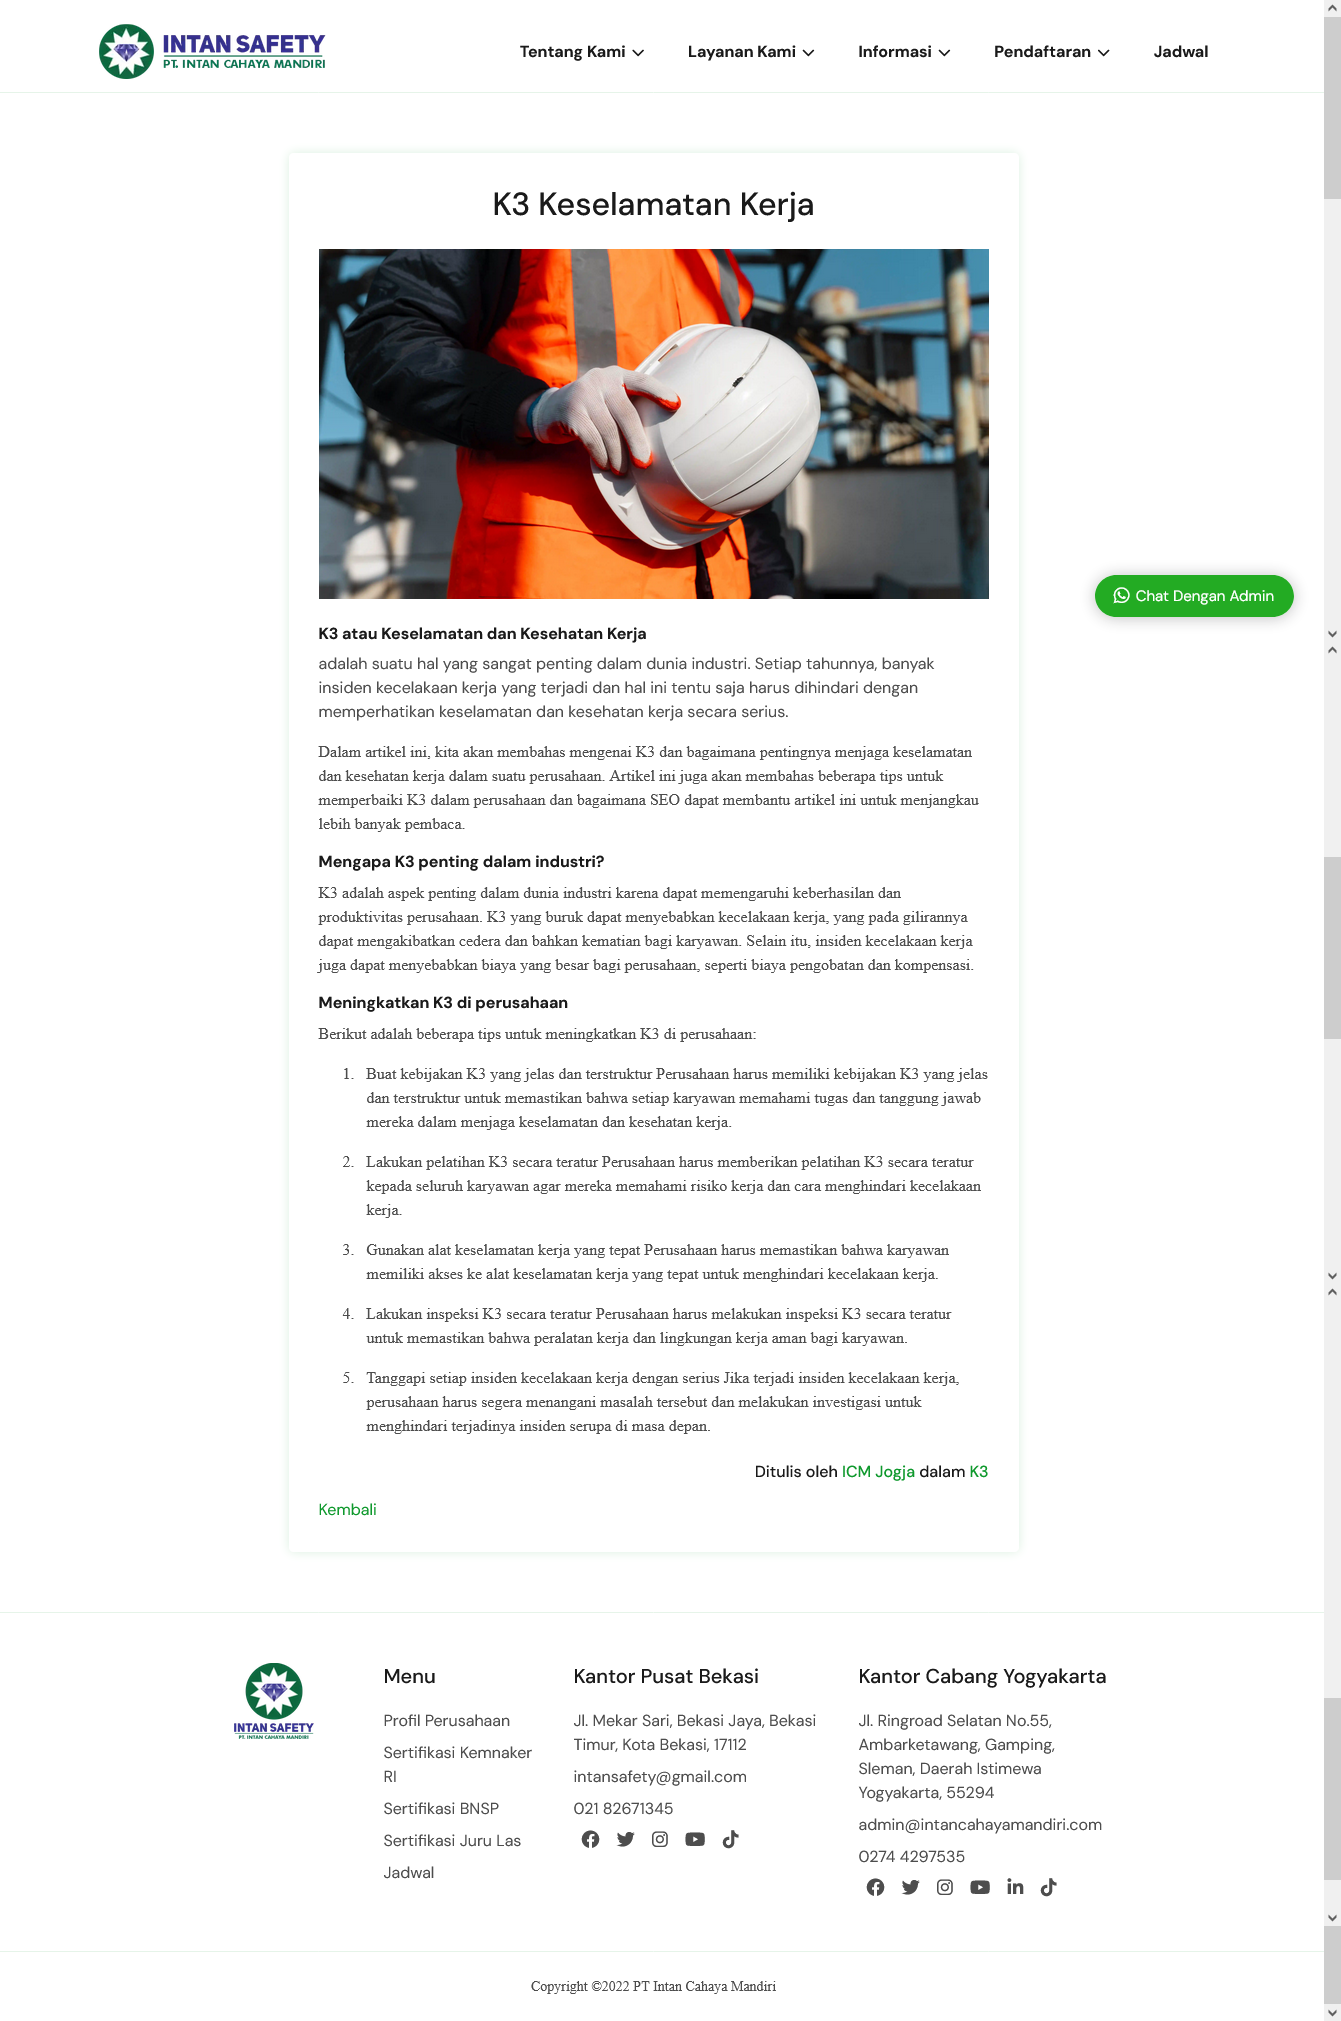 INTAN SAFETY
PT. INTAN CAHAYA MANDIRI
Tentang Kami
Layanan Kami
Informasi
Pendaftaran
Jadwal
K3 Keselamatan Kerja
Chat Dengan Admin
K3 atau Keselamatan dan Kesehatan Kerja
adalah suatu hal yang sangat penting dalam dunia industri. Setiap tahunnya, banyak
insiden kecelakaan kerja yang terjadi dan hal ini tentu saja harus dihindari dengan
memperhatikan keselamatan dan kesehatan kerja secara serius.
Dalam artikel ini, kita akan membahas mengenai K3 dan bagaimana pentingnya menjaga keselamatan
dan kesehatan kerja dalam suatu perusahaan. Artikel ini juga akan membahas beberapa tips untuk
memperbaiki K3 dalam perusahaan dan bagaimana SEO dapat membantu artikel ini untuk menjangkau
lebih banyak pembaca.
Mengapa K3 penting dalam industri?
K3 adalah aspek penting dalam dunia industri karena dapat memengaruhi keberhasilan dan
produktivitas perusahaan. K3 yang buruk dapat menyebabkan kecelakaan kerja, yang pada gilirannya
dapat mengakibatkan cedera dan bahkan kematian bagi karyawan. Selain itu, insiden kecelakaan kerja
juga dapat menyebabkan biaya yang besar bagi perusahaan, seperti biaya pengobatan dan kompensasi.
Meningkatkan K3 di perusahaan
Berikut adalah beberapa tips untuk meningkatkan K3 di perusahaan:
1. Buat kebijakan K3 yang jelas dan terstruktur Perusahaan harus memiliki kebijakan K3 yang jelas
dan terstruktur untuk memastikan bahwa setiap karyawan memahami tugas dan tanggung jawab
mereka dalam menjaga keselamatan dan kesehatan kerja.
2. Lakukan pelatihan K3 secara teratur Perusahaan harus memberikan pelatihan K3 secara teratur
kepada seluruh karyawan agar mereka memahami risiko kerja dan cara menghindari kecelakaan
kerja.
3. Gunakan alat keselamatan kerja yang tepat Perusahaan harus memastikan bahwa karyawan
memiliki akses ke alat keselamatan kerja yang tepat untuk menghindari kecelakaan kerja.
4. Lakukan inspeksi K3 secara teratur Perusahaan harus melakukan inspeksi K3 secara teratur
untuk memastikan bahwa peralatan kerja dan lingkungan kerja aman bagi karyawan.
5. Tanggapi setiap insiden kecelakaan kerja dengan serius Jika terjadi insiden kecelakaan kerja,
perusahaan harus segera menangani masalah tersebut dan melakukan investigasi untuk
menghindari terjadinya insiden serupa di masa depan.
Ditulis oleh ICM Jogja dalam K3
Kembali
INTAN SAFETY
PT. INTAN CAHAYA MANDIRI
Menu
Profil Perusahaan
Sertifikasi Kemnaker
RI
Sertifikasi BNSP
Sertifikasi Juru Las
Jadwal
Kantor Pusat Bekasi
Jl. Mekar Sari, Bekasi Jaya, Bekasi
Timur, Kota Bekasi, 17112
intansafety@gmail.com
021 82671345
Kantor Cabang Yogyakarta
Jl. Ringroad Selatan No.55,
Ambarketawang, Gamping,
Sleman, Daerah Istimewa
Yogyakarta, 55294
admin@intancahayamandiri.com
0274 4297535
Copyright ©2022 PT Intan Cahaya Mandiri